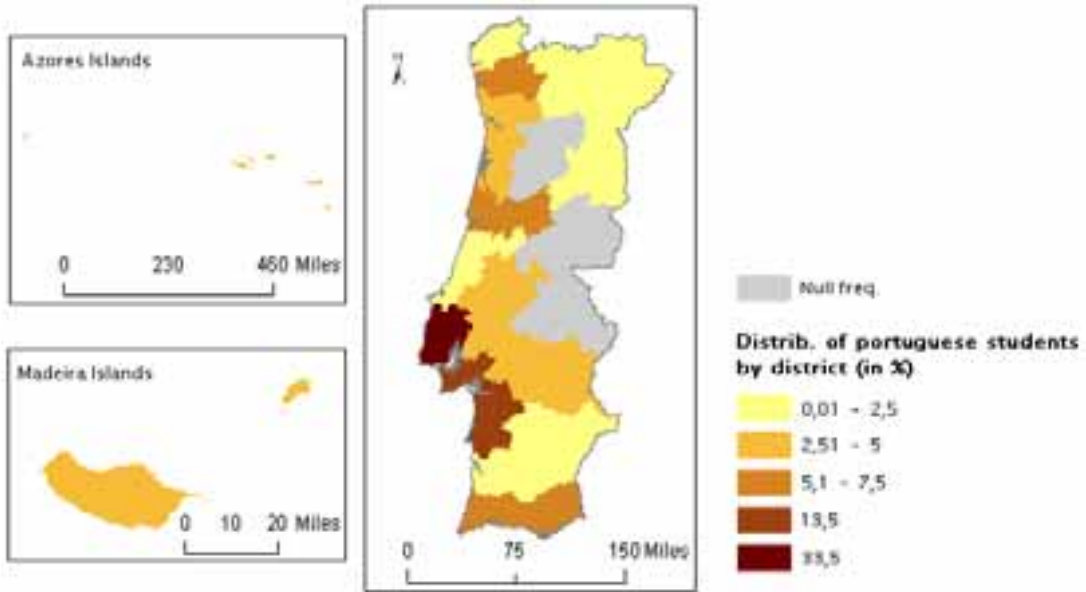 Azores Islands
0 230 460 Miles
Madeira Islands
0 10 20 Miles
0 75 150 Miles
Null freq.
Distrib. of portuguese students
by district (in %)
0,01 - 2,5
2,51 - 5
5,1 - 7,5
13,5
33,5